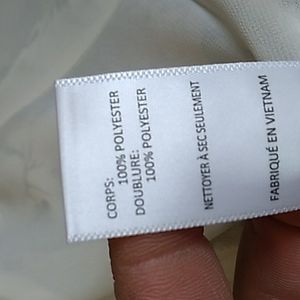 CORPS:
100% POLYESTER
DOUBLURE:
100% POLYESTER
NETTOYER À SEC SEULEMENT
FABRIQUÉ EN VIETNAM